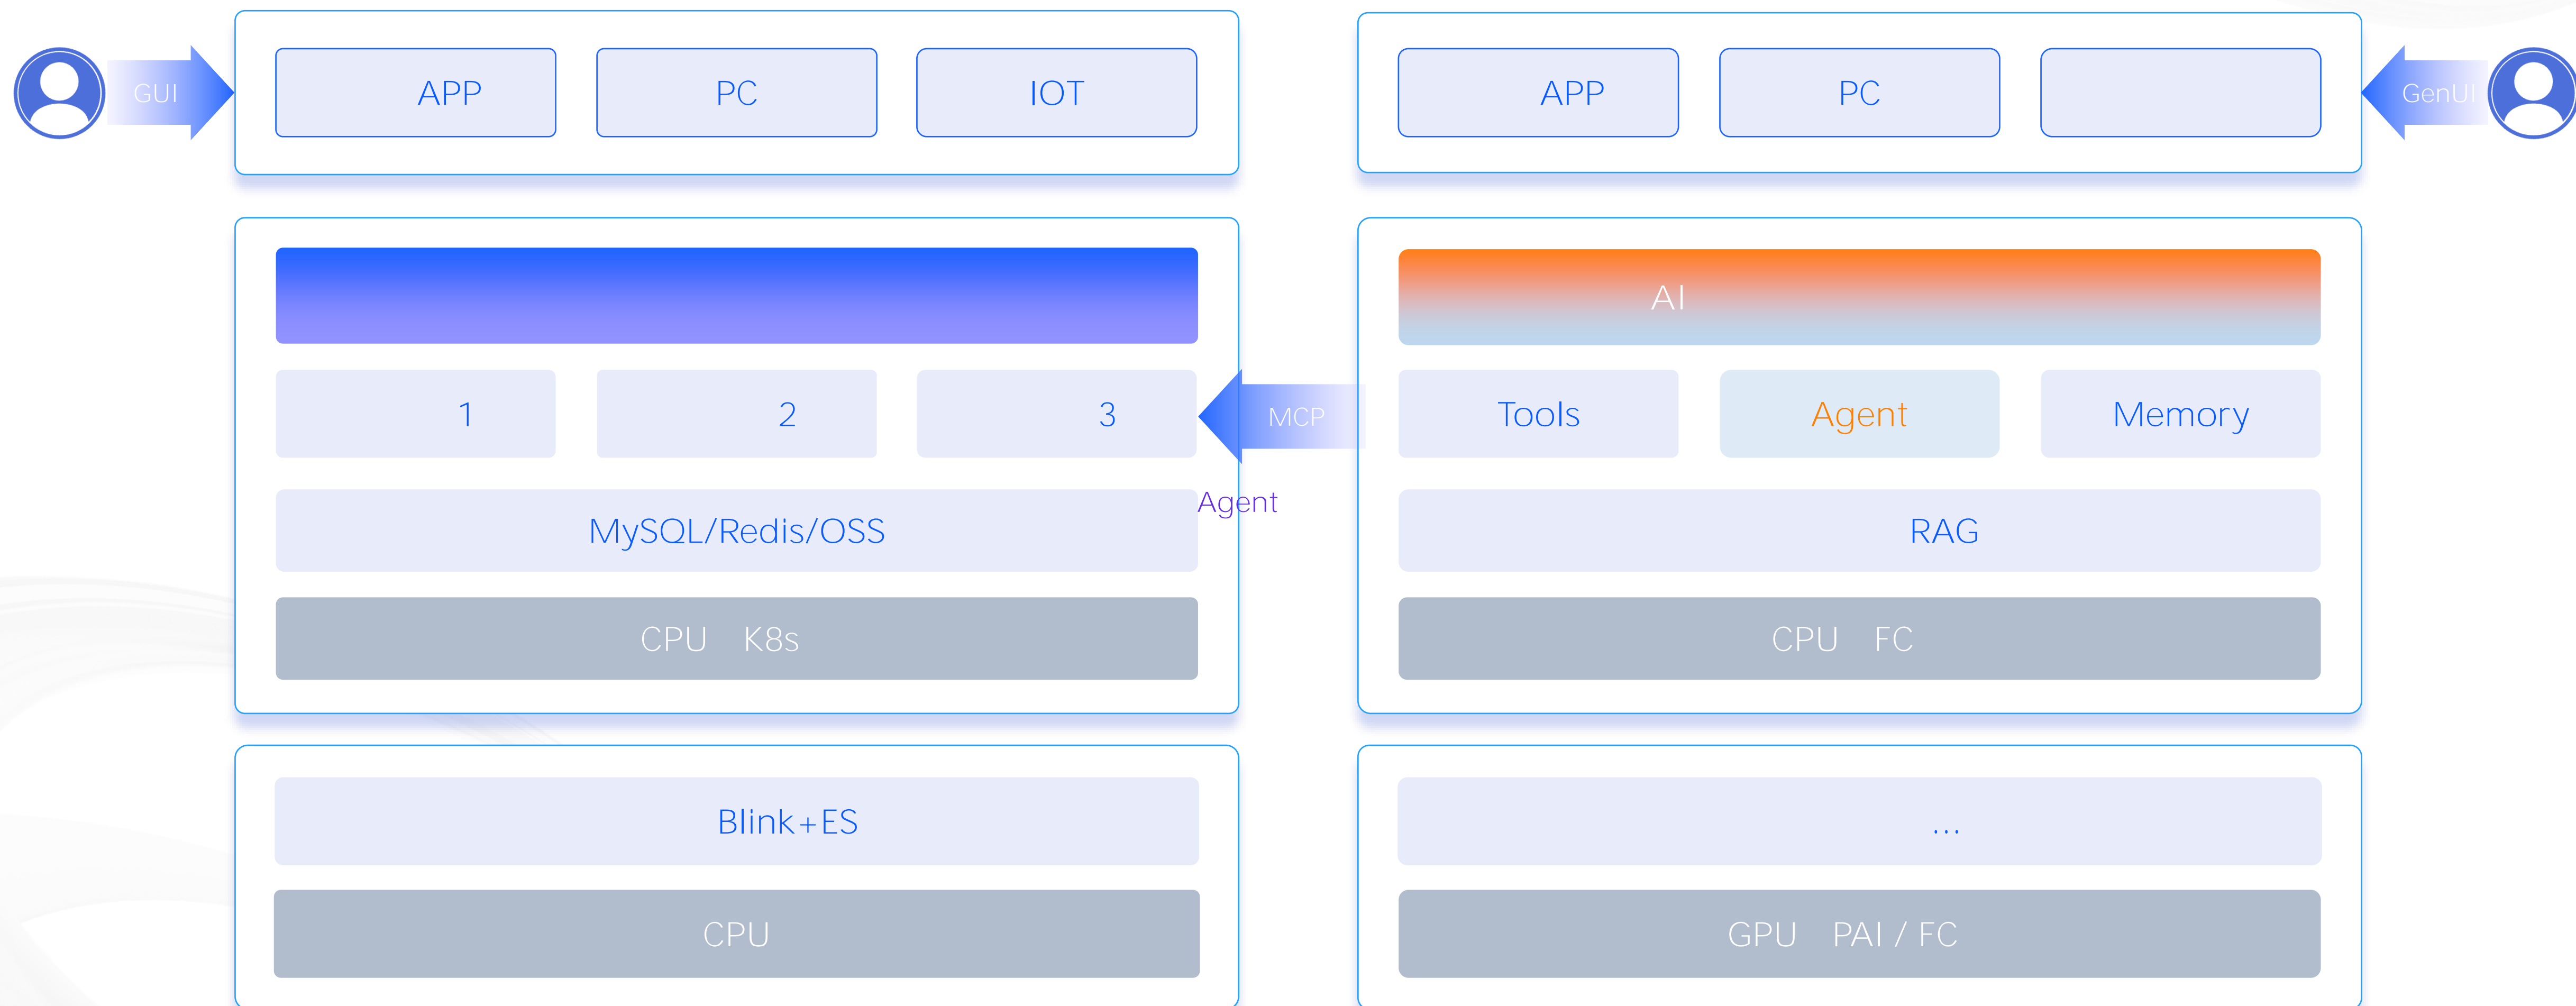 GUI
APP
PC
IOT
APP
PC
GenUI
AI
1
2
3
MCP
Tools
Agent
Memory
Agent
MySQL/Redis/OSS
RAG
CPU K8s
CPU FC
Blink+ES
...
CPU
GPU PAI / FC